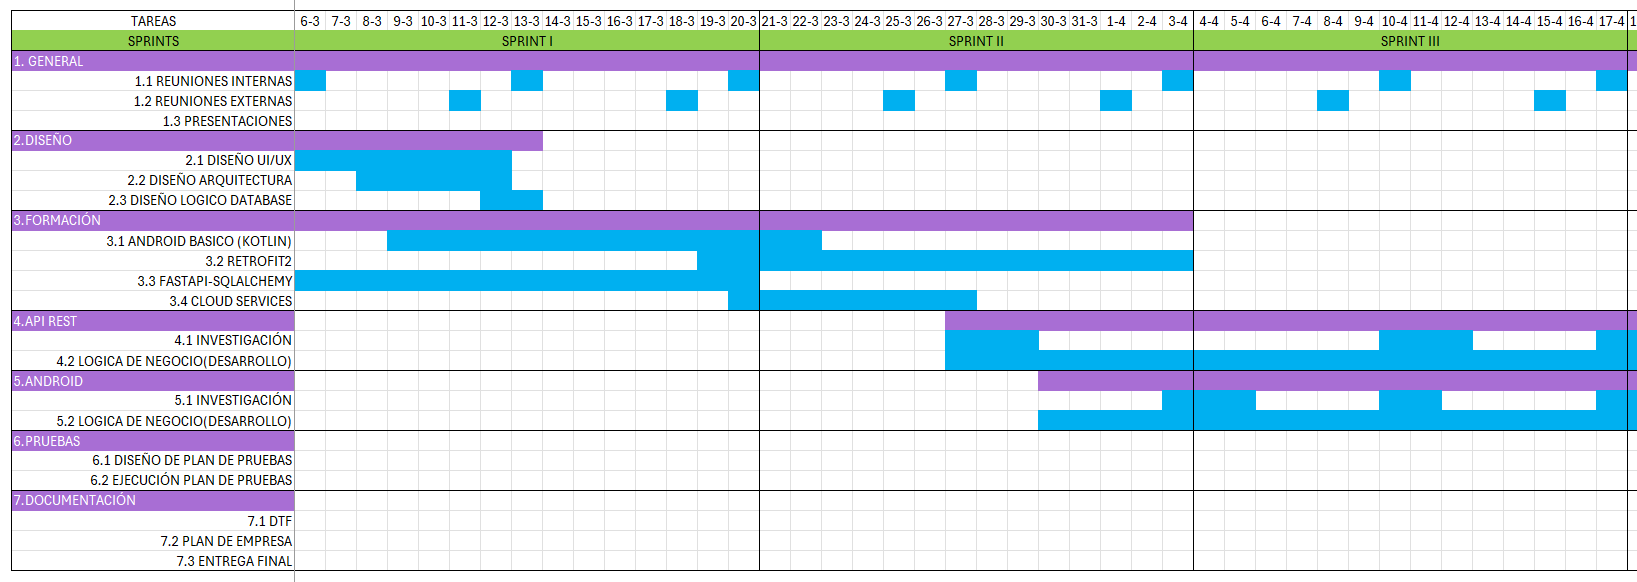 TAREAS 6-3 7-3 8-3 9-3 10-3 11-3 12-3 13-3 14-3 15-3 16-3 17-3 18-3 19-3 20-3 21-3 22-3 23-3 24-3 25-3 26-3 27-3 28-3 29-3 30-3 31-3 1-4 2-4 3-4 4-4 5-4 6-4 7-4 8-4 9-4 10-4 11-4 12-4 13-4 14-4 15-4 16-4 17-4
SPRINTS SPRINT I SPRINT II SPRINT III
1. GENERAL
1.1 REUNIONES INTERNAS
1.2 REUNIONES EXTERNAS
1.3 PRESENTACIONES
2.DISEÑO
2.1 DISEÑO UI/UX
2.2 DISEÑO ARQUITECTURA
2.3 DISEÑO LOGICO DATABASE
3.FORMACIÓN
3.1 ANDROID BASICO (KOTLIN)
3.2 RETROFIT2
3.3 FASTAPI-SQLALCHEMY
3.4 CLOUD SERVICES
4.API REST
4.1 INVESTIGACIÓN
4.2 LOGICA DE NEGOCIO(DESARROLLO)
5.ANDROID
5.1 INVESTIGACIÓN
5.2 LOGICA DE NEGOCIO(DESARROLLO)
6.PRUEBAS
6.1 DISEÑO DE PLAN DE PRUEBAS
6.2 EJECUCIÓN PLAN DE PRUEBAS
7.DOCUMENTACIÓN
7.1 DTF
7.2 PLAN DE EMPRESA
7.3 ENTREGA FINAL